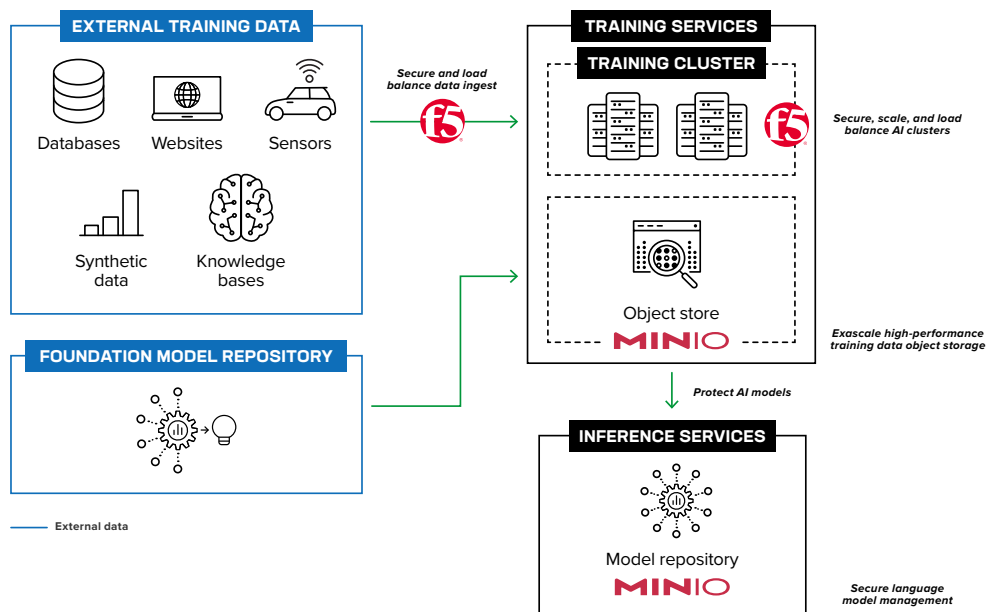 EXTERNAL TRAINING DATA
Databases
Websites
Sensors
Synthetic
data
Knowledge
bases
Secure and load
balance data ingest
f5
TRAINING SERVICES
TRAINING CLUSTER
f5
Secure, scale, and load
balance AI clusters
Object store
MINIO
Exascale high-performance
training data object storage
FOUNDATION MODEL REPOSITORY
Protect AI models
INFERENCE SERVICES
Model repository
MINIO
Secure language
model management
External data